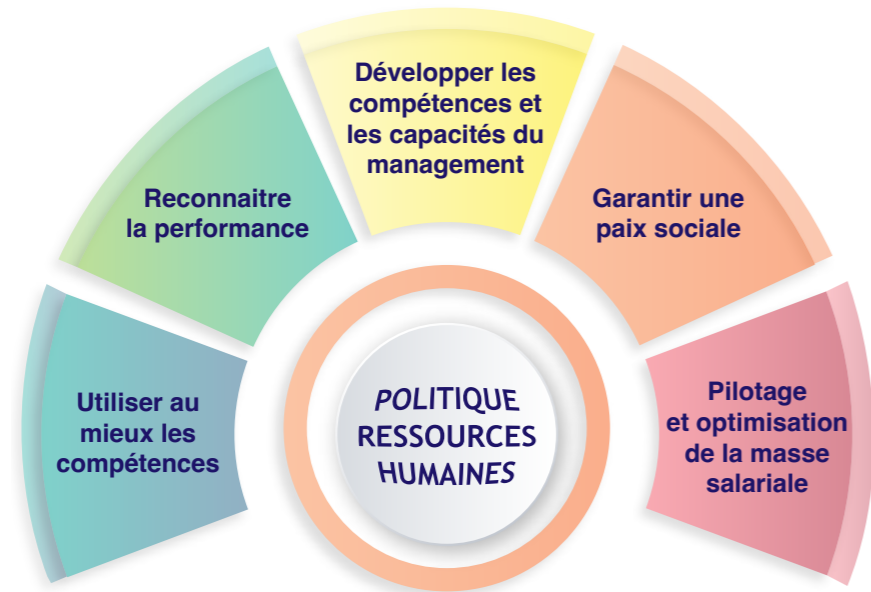 Développer les
compétences et
les capacités du
management
Reconnaitre
la performance
Garantir une
paix sociale
Utiliser au
mieux les
compétences
POLITIQUE
RESSOURCES
HUMAINES
Pilotage
et optimisation
de la masse
salariale